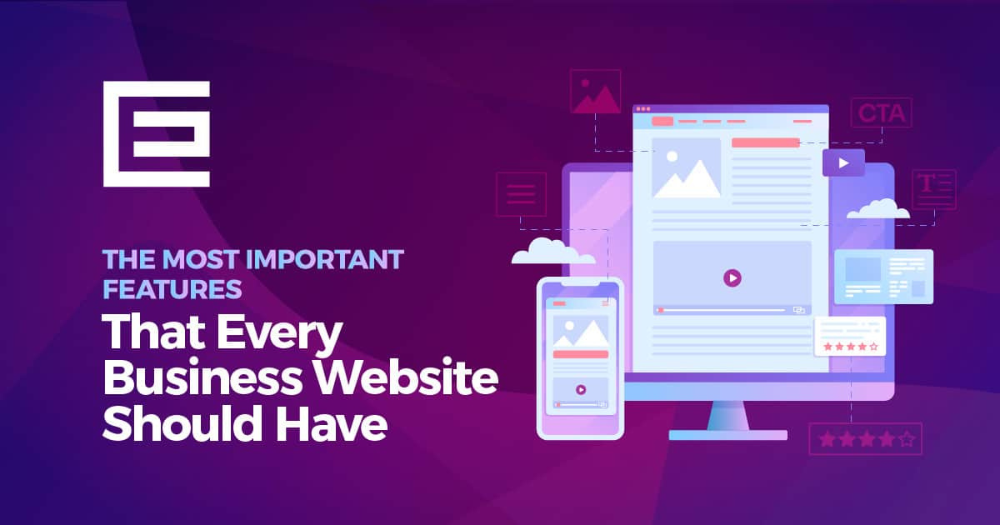 THE MOST IMPORTANT
FEATURES
That Every
Business Website
Should Have
CTA
T